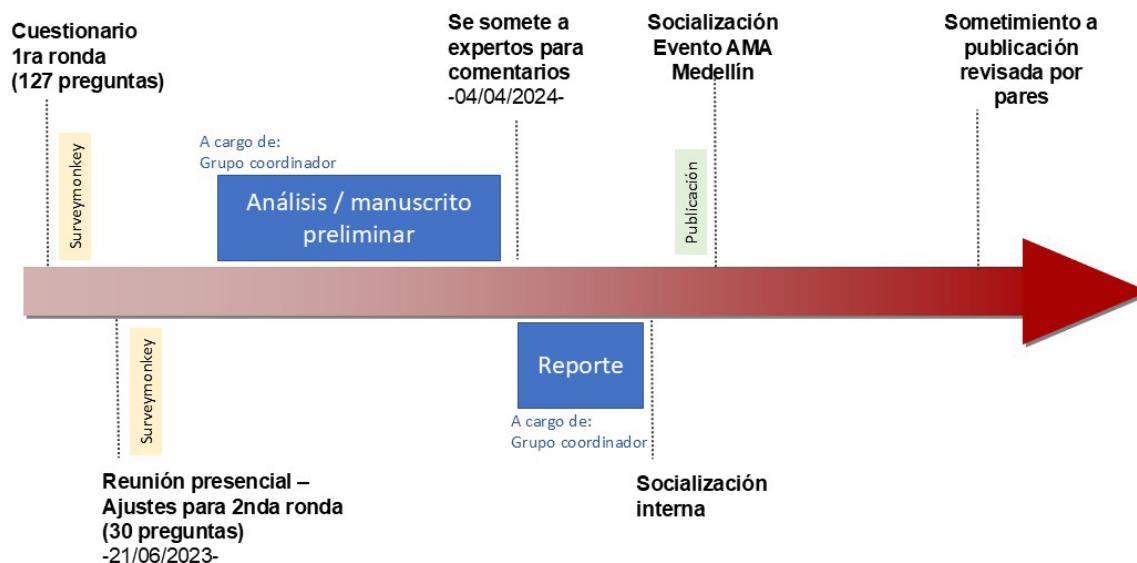 Cuestionario
1ra ronda
(127 preguntas)
Se somete a
expertos para
comentarios
-04/04/2024-
Socialización
Evento AMA
Medellín
Sometimiento a
publicación
revisada por
pares
Surveymonkey
A cargo de:
Grupo coordinador
Análisis / manuscrito
preliminar
Publicación
Surveymonkey
Reporte
A cargo de:
Grupo coordinador
Reunión presencial –
Ajustes para 2nda ronda
(30 preguntas)
-21/06/2023-
Socialización
interna